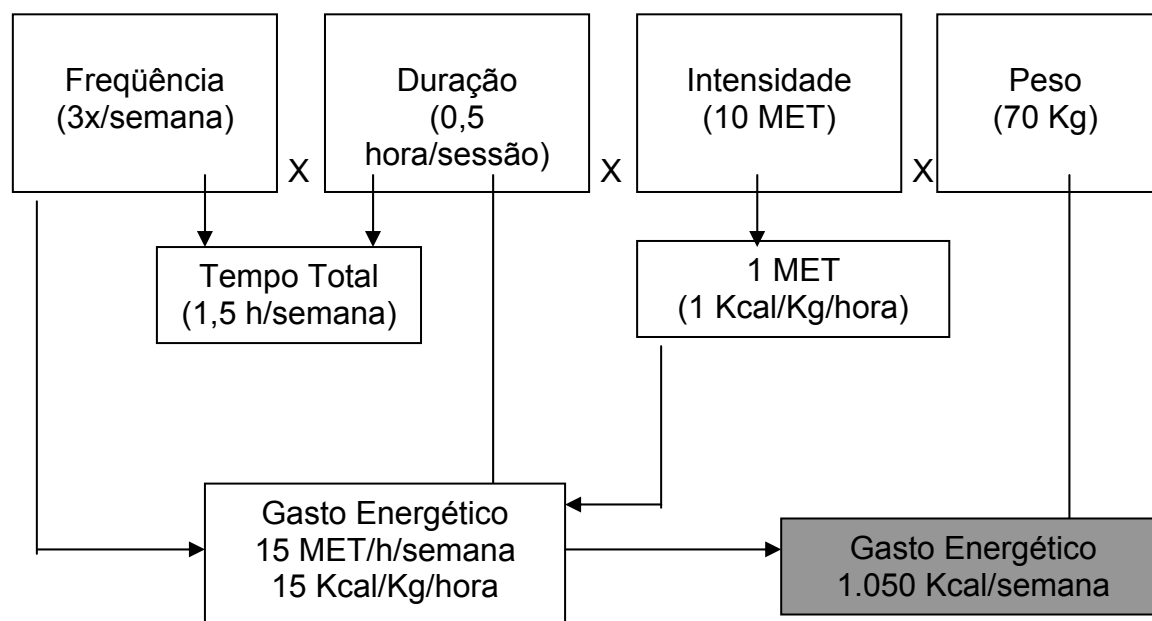 Freqüência
(3x/semana)
X
Duração
(0,5
hora/sessão)
X
Intensidade
(10 MET)
X
Peso
(70 Kg)
Tempo Total
(1,5 h/semana)
1 MET
(1 Kcal/Kg/hora)
Gasto Energético
15 MET/h/semana
15 Kcal/Kg/hora
Gasto Energético
1.050 Kcal/semana